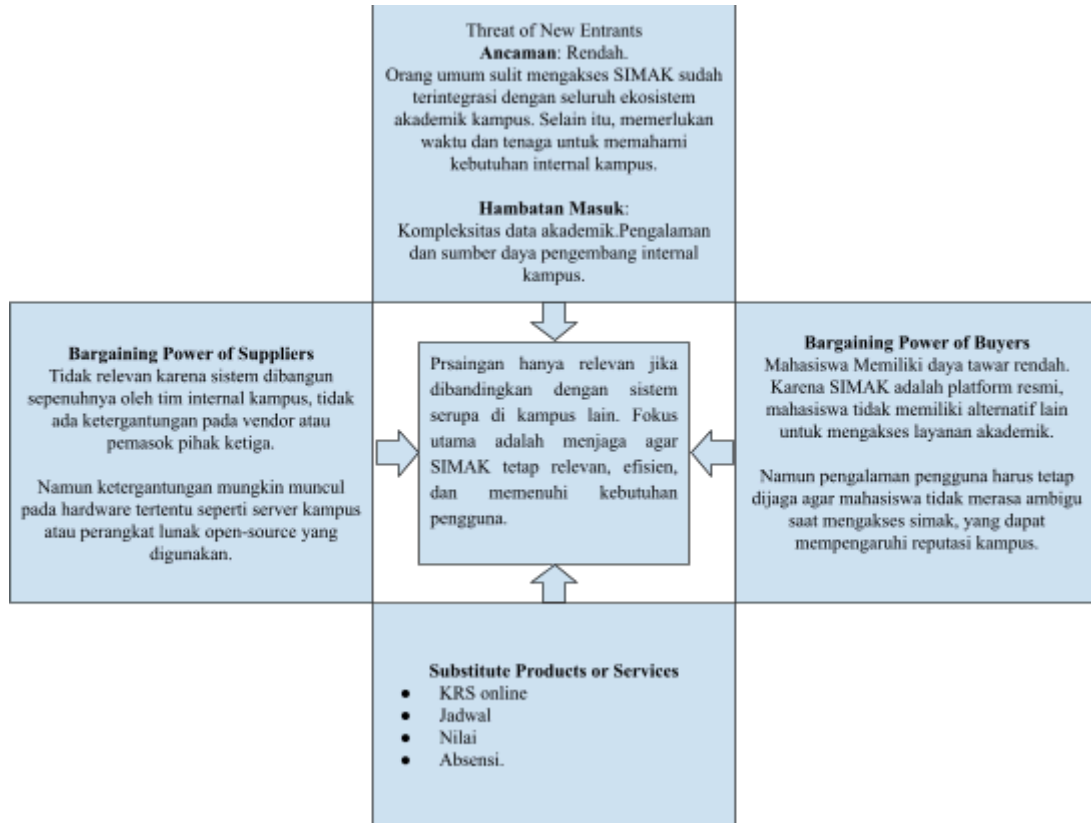 Threat of New Entrants
Ancaman: Rendah.
Orang umum sulit mengakses SIMAK sudah
terintegrasi dengan seluruh ekosistem
akademik kampus. Selain itu, memerlukan
waktu dan tenaga untuk memahami
kebutuhan internal kampus.
Hambatan Masuk:
Kompleksitas data akademik.Pengalaman
dan sumber daya pengembang internal
kampus.
Bargaining Power of Suppliers
Tidak relevan karena sistem dibangun
sepenuhnya oleh tim internal kampus, tidak
ada ketergantungan pada vendor atau
pemasok pihak ketiga.
Namun ketergantungan mungkin muncul
pada hardware tertentu seperti server kampus
atau perangkat lunak open-source yang
digunakan.
Prsaingan hanya relevan jika
dibandingkan dengan sistem
serupa di kampus lain. Fokus
utama adalah menjaga agar
SIMAK tetap relevan, efisien,
dan memenuhi kebutuhan
pengguna.
Bargaining Power of Buyers
Mahasiswa Memiliki daya tawar rendah.
Karena SIMAK adalah platform resmi,
mahasiswa tidak memiliki alternatif lain
untuk mengakses layanan akademik.
Namun pengalaman pengguna harus tetap
dijaga agar mahasiswa tidak merasa ambigu
saat mengakses simak, yang dapat
mempengaruhi reputasi kampus.
Substitute Products or Services
● KRS online
● Jadwal
● Nilai
● Absensi.